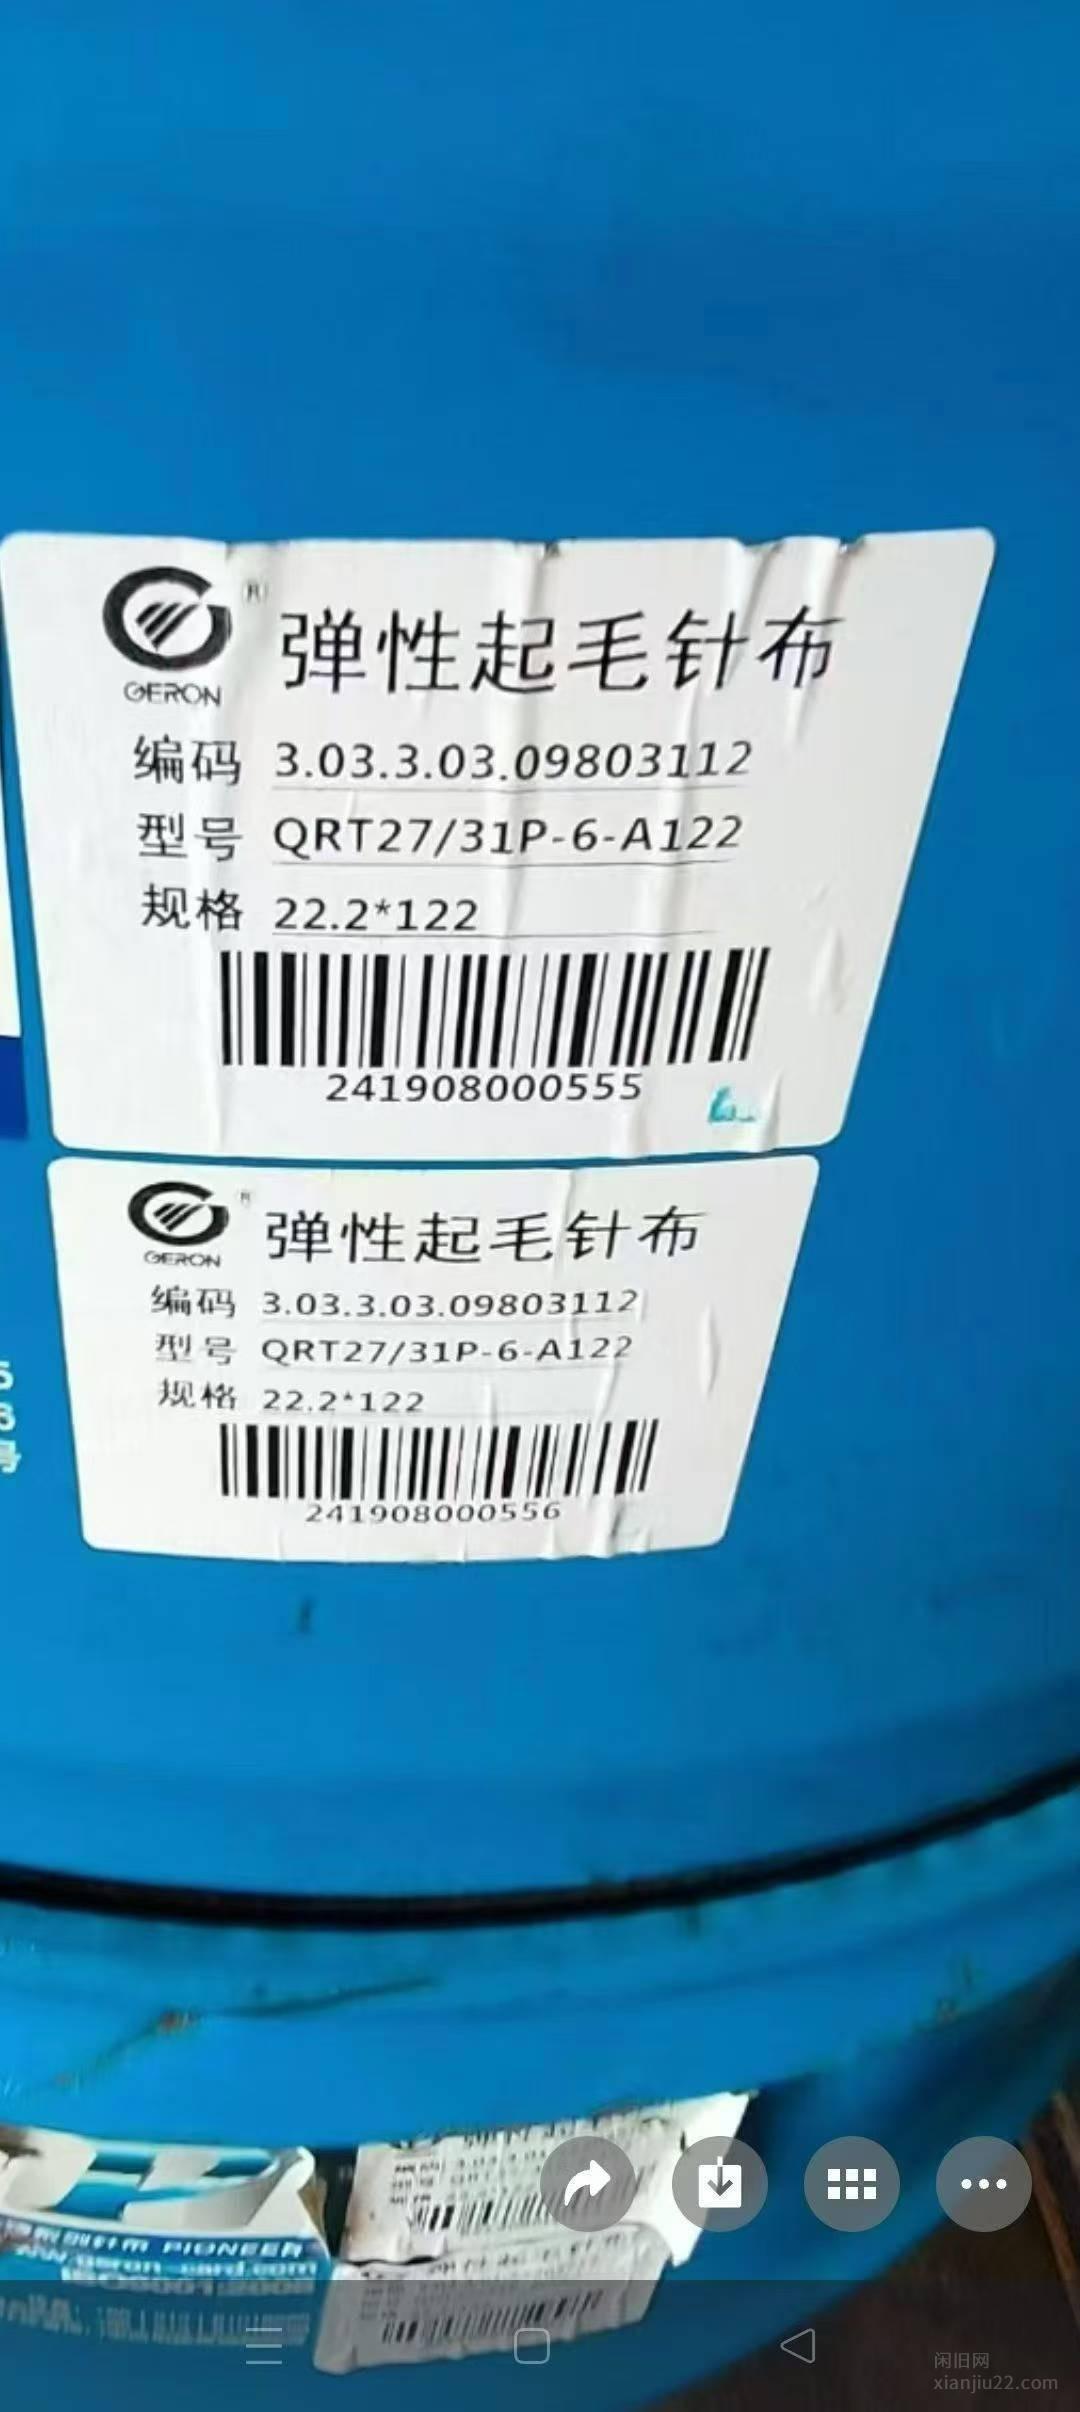 GERON
R
弹性起毛针布
编码 3.03.3.03.09803112
型号 QRT27/31P-6-A122
规格 22.2*122
241908000555
GERON
R
弹性起毛针布
编码 3.03.3.03.09803112
型号 QRT27/31P-6-A122
规格 22.2*122
241908000556
5
3
号
PIONEER
闲旧网
xianjiu22.com